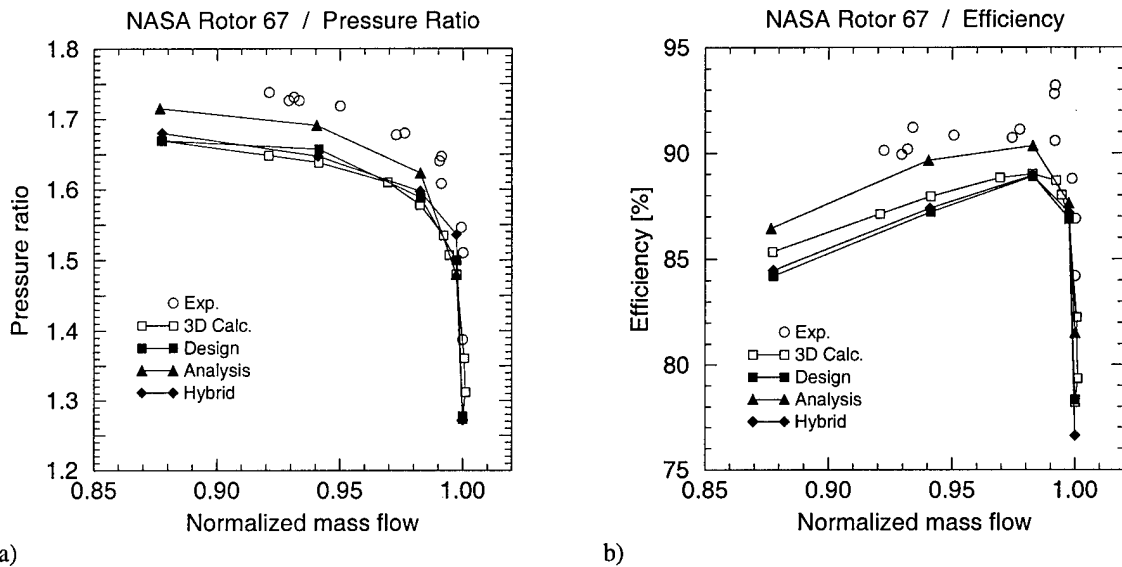 NASA Rotor 67 / Pressure Ratio
1.8
1.7
1.6
1.5
1.4
1.3
1.2
Pressure ratio
Exp.
3D Calc.
Design
Analysis
Hybrid
0.85 0.90 0.95 1.00
Normalized mass flow
a)
NASA Rotor 67 / Efficiency
95
90
85
80
75
Efficiency [%]
Exp.
3D Calc.
Design
Analysis
Hybrid
0.85 0.90 0.95 1.00
Normalized mass flow
b)